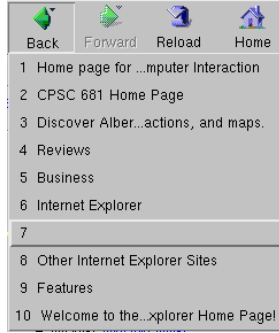 Back Forward Reload Home
1 Home page for ...mputer Interaction
2 CPSC 681 Home Page
3 Discover Alber...actions, and maps.
4 Reviews
5 Business
6 Internet Explorer
7
8 Other Internet Explorer Sites
9 Features
10 Welcome to the...xplorer Home Page!